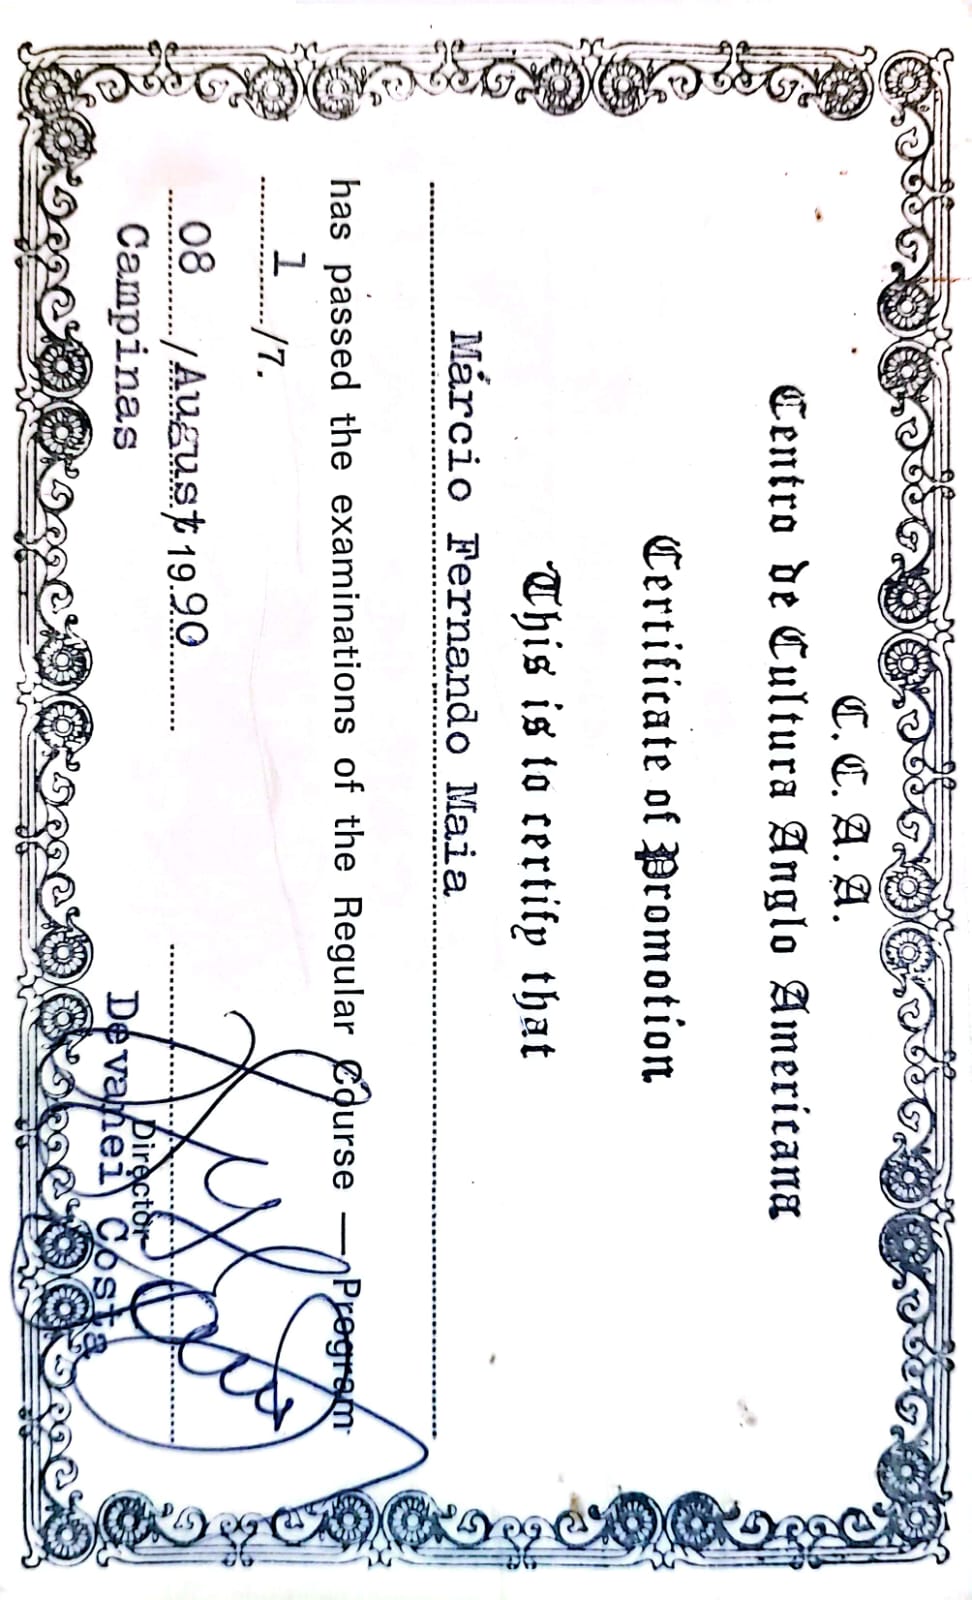 C. C. A. A.
Centro de Cultura Anglo Americana
Certificate of Promotion
This is to certify that
Márcio Fernando Maia
has passed the examinations of the Regular Course — Program
1 /7.
08 / August, 1990
Campinas
Director
Devanei Costa